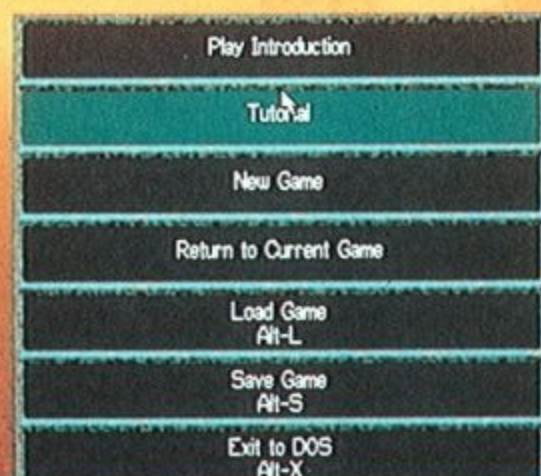 Play Introduction
Tutorial
New Game
Return to Current Game
Load Game
Alt-L
Save Game
Alt-S
Exit to DOS
Alt-X